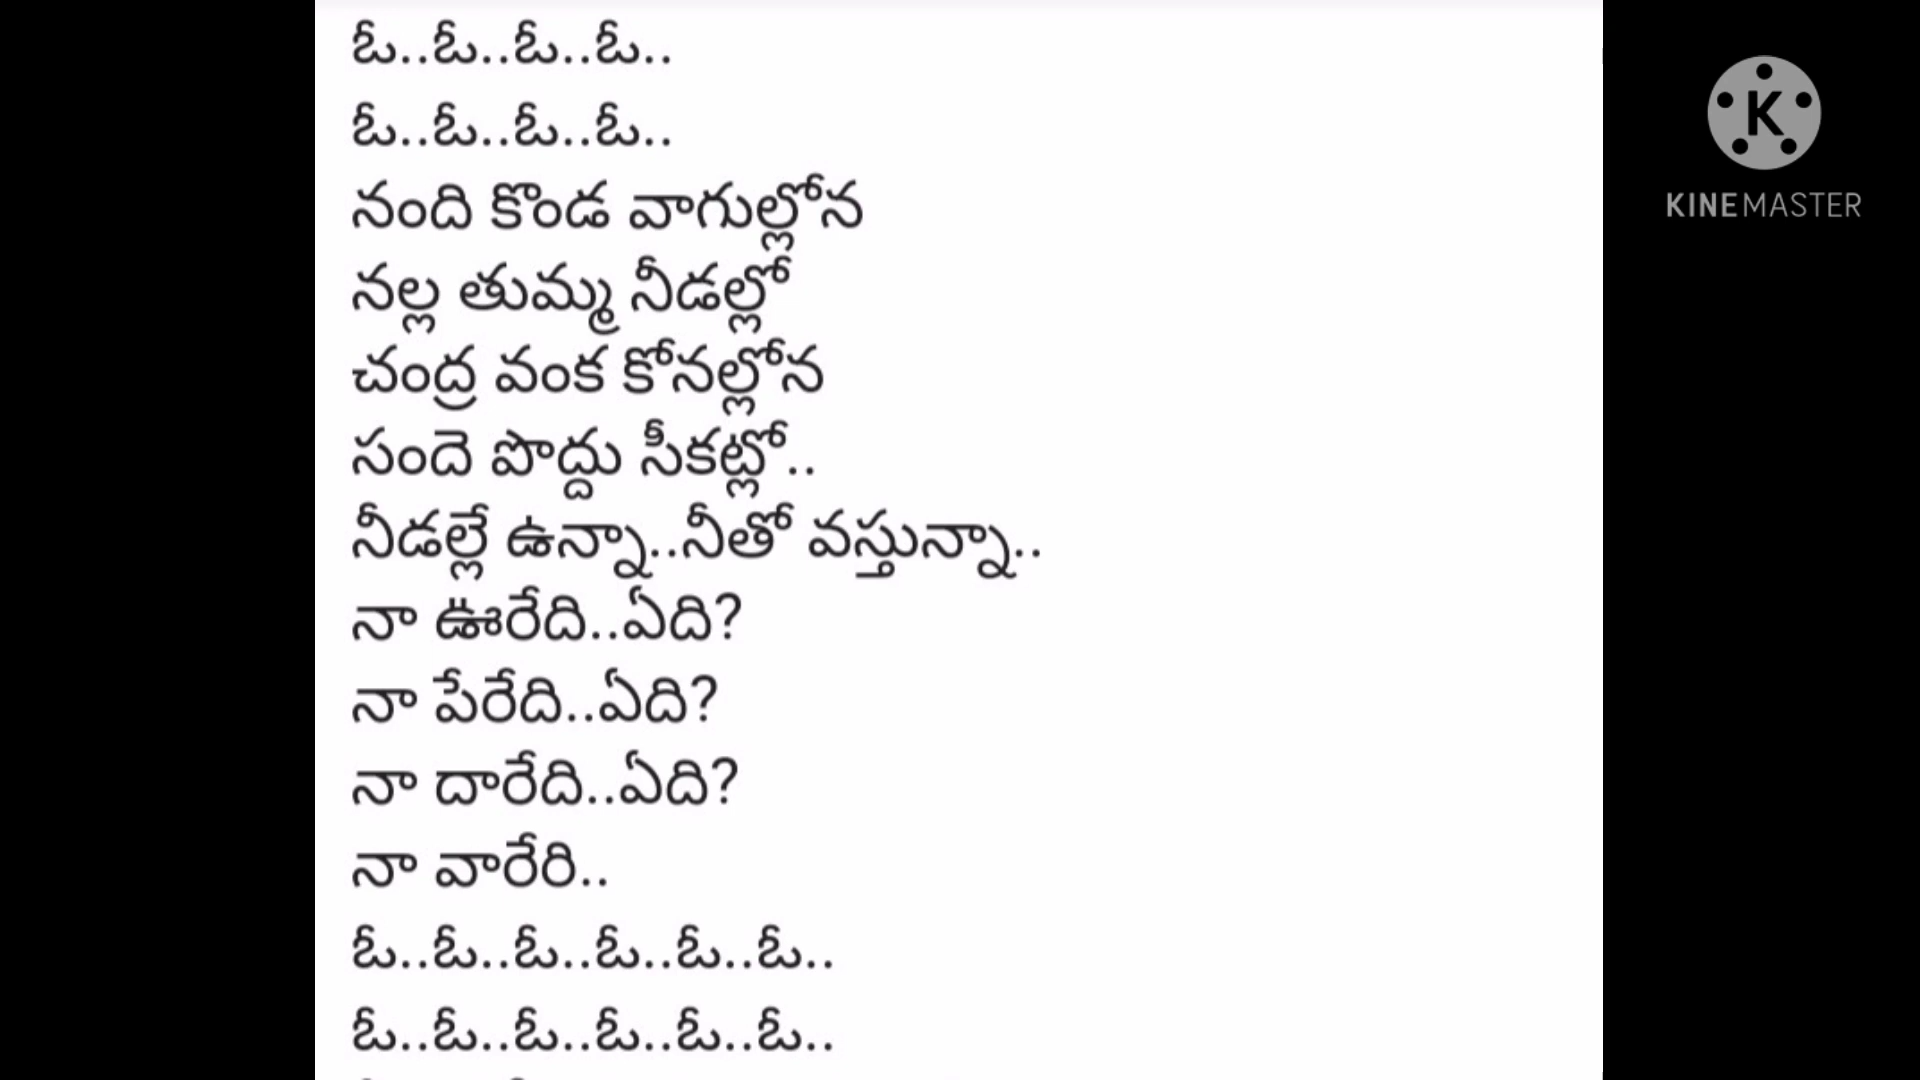 ఓ..ఓ..ఓ..ఓ..
ఓ..ఓ..ఓ..ఓ..
నంది కొండ వాగుల్లోన
నల్ల తుమ్మ నీడల్లో
చంద్ర వంక కోనల్లోన
సందె పొద్దు సీకట్లో..
నీడల్లే ఉన్నా..నీతో వస్తున్నా..
నా ఊరేది..ఏది?
నా పేరేది..ఏది?
నా దారేది..ఏది?
నా వారేరి..
ఓ..ఓ..ఓ..ఓ..ఓ..ఓ..
ఓ..ఓ..ఓ..ఓ..ఓ..ఓ..
K
KINEMASTER